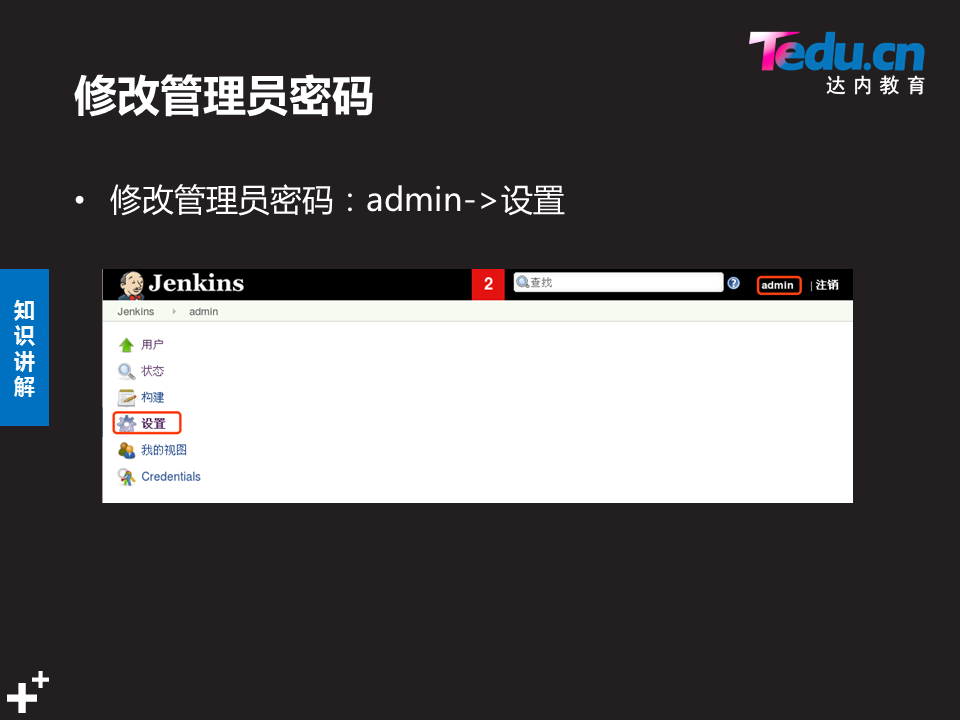 Tedu.cn
达内教育
修改管理员密码
• 修改管理员密码：admin->设置
知识讲解
Jenkins
2
查找
?
admin
| 注销
Jenkins
admin
用户
状态
构建
设置
我的视图
Credentials